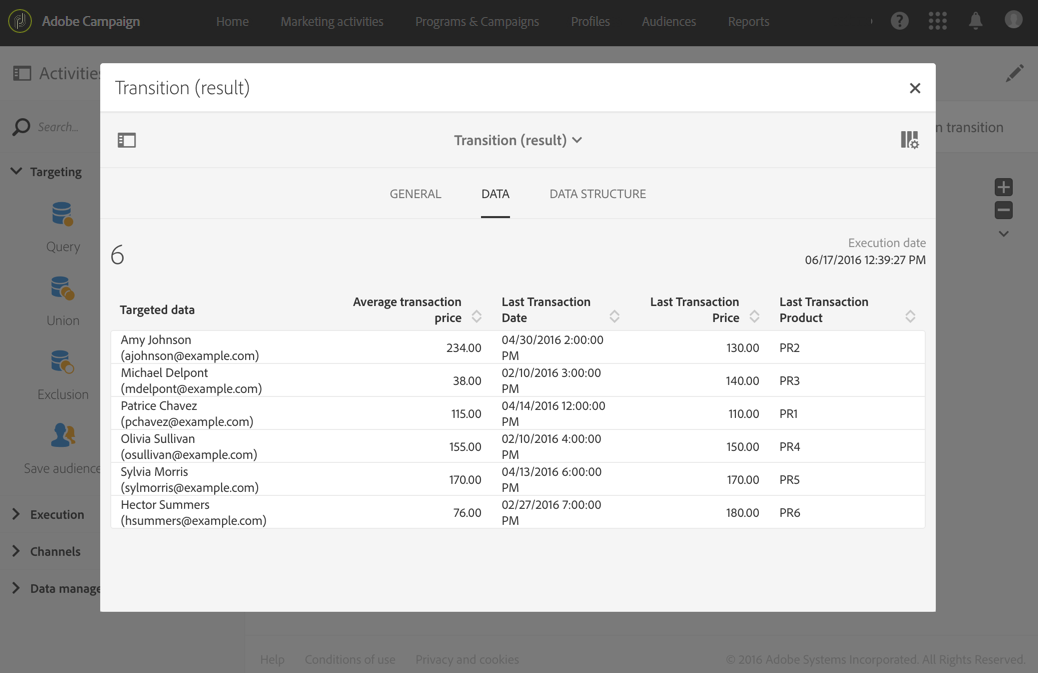 Adobe Campaign
Home
Marketing activities
Programs & Campaigns
Profiles
Audiences
Reports
Activities
Transition (result)
Search...
Transition (result)
n transition
Targeting
GENERAL
DATA
DATA STRUCTURE
Query
6
Execution date
06/17/2016 12:39:27 PM
Union
Targeted data
Average transaction
price
Last Transaction
Date
Last Transaction
Price
Last Transaction
Product
Amy Johnson
(ajohnson@example.com)
234.00
04/30/2016 2:00:00
PM
130.00
PR2
Michael Delpont
(mdelpont@example.com)
38.00
02/10/2016 3:00:00
PM
140.00
PR3
Exclusion
Patrice Chavez
(pchavez@example.com)
115.00
04/14/2016 12:00:00
PM
110.00
PR1
Olivia Sullivan
(osullivan@example.com)
155.00
02/10/2016 4:00:00
PM
150.00
PR4
Save audience
Sylvia Morris
(sylmorris@example.com)
170.00
04/13/2016 6:00:00
PM
170.00
PR5
Hector Summers
(hsummers@example.com)
76.00
02/27/2016 7:00:00
PM
180.00
PR6
Execution
Channels
Data manage
Help
Conditions of use
Privacy and cookies
© 2016 Adobe Systems Incorporated. All Rights Reserved.